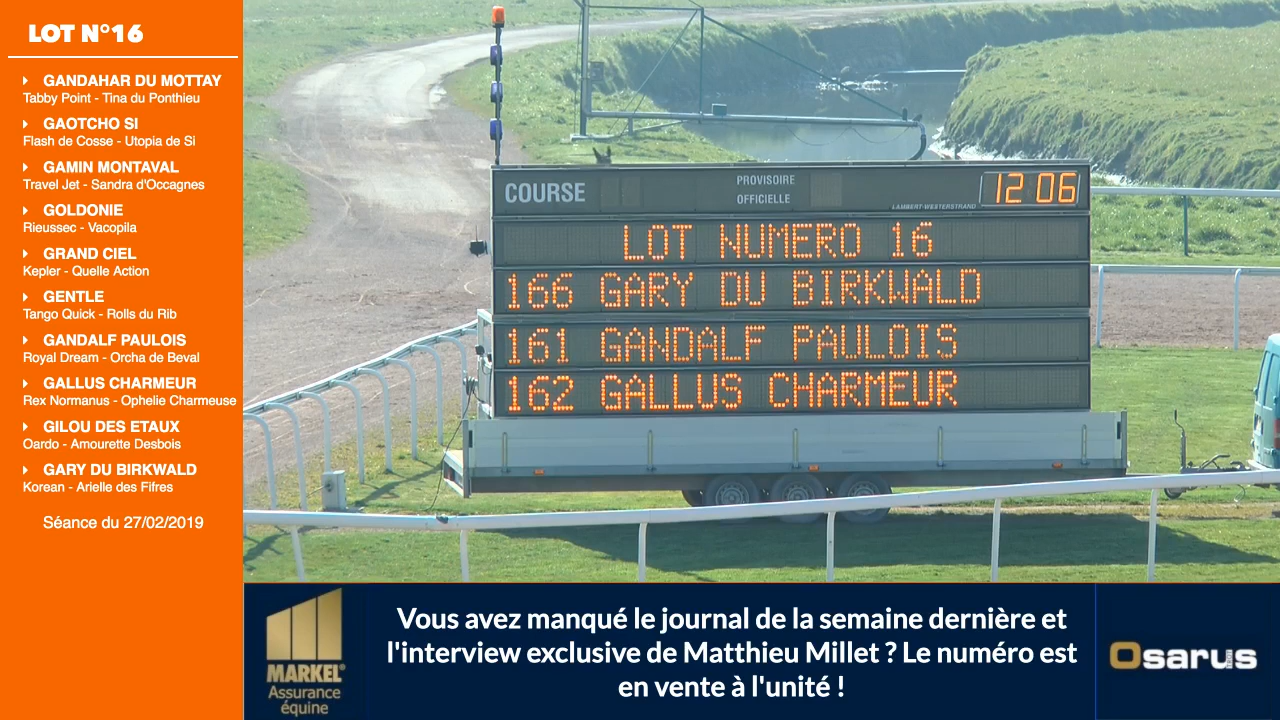 LOT N°16
GANDAHAR DU MOTTAY
Tabby Point - Tina du Ponthieu
GAOTCHO SI
Flash de Cosse - Utopia de Si
GAMIN MONTAVAL
Travel Jet - Sandra d'Occagnes
GOLDONIE
Rieussec - Vacopila
GRAND CIEL
Kepler - Quelle Action
GENTLE
Tango Quick - Rolls du Rib
GANDALF PAULOIS
Royal Dream - Orcha de Beval
GALLUS CHARMEUR
Rex Normanus - Ophelie Charmeuse
GILOU DES ETAUX
Oardo - Amourette Desbois
GARY DU BIRKWALD
Korean - Arielle des Fifres
Séance du 27/02/2019
COURSE
PROVISOIRE
OFFICIELLE
LAMBERT-WESTERSTRAND
12 06
LOT NUMERO 16
166 GARY DU BIRKWALD
161 GANDALF PAULOIS
162 GALLUS CHARMEUR
MARKEL®
Assurance
équine
Vous avez manqué le journal de la semaine dernière et
l'interview exclusive de Matthieu Millet ? Le numéro est
en vente à l'unité !
Osarus